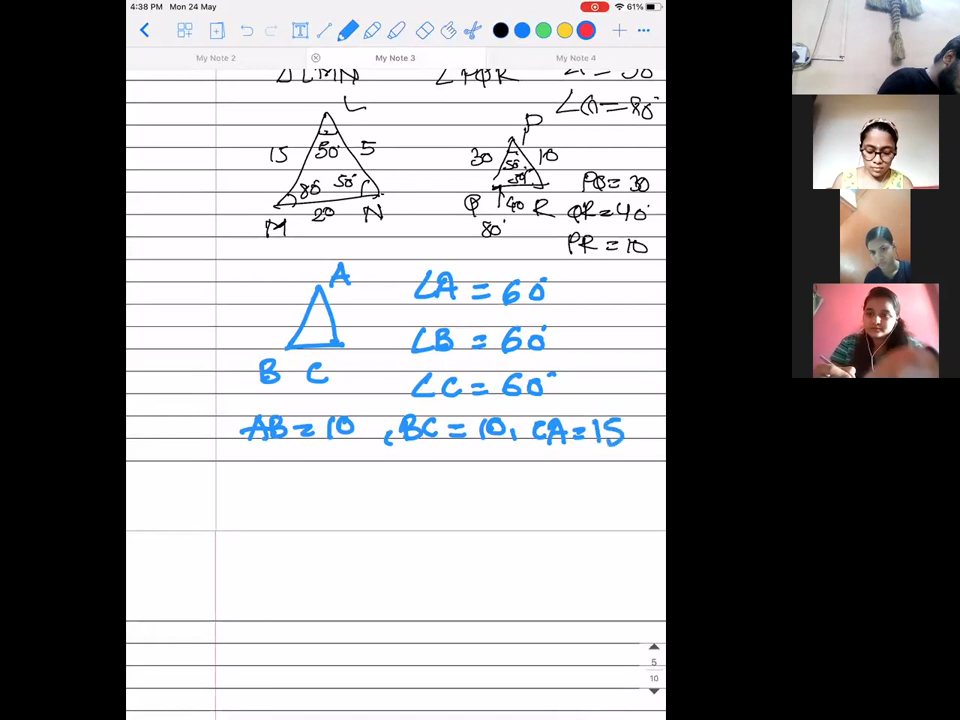 4:38 PM Mon 24 May
61%
My Note 2
My Note 3
My Note 4
L
P
∠Q=80°
15 50° 5
30 50° 10
80° 50°
PQ=30
M 20 N
Q 40 R
QR=40°
80°
PR=10
A
∠A = 60°
∠B = 60°
B C
∠C = 60°
AB = 10 , BC = 10, CA = 15
5
10